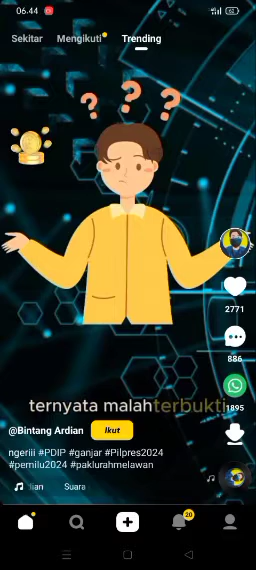 06.44
62
Sekitar Mengikuti Trending
? ? ?
2771
886
ternyata malah terbukti
1895
@Bintang Ardian Ikut
ngeriii #PDIP #ganjar #Pilpres2024
#pemilu2024 #paklurahmelawan
Suara
20